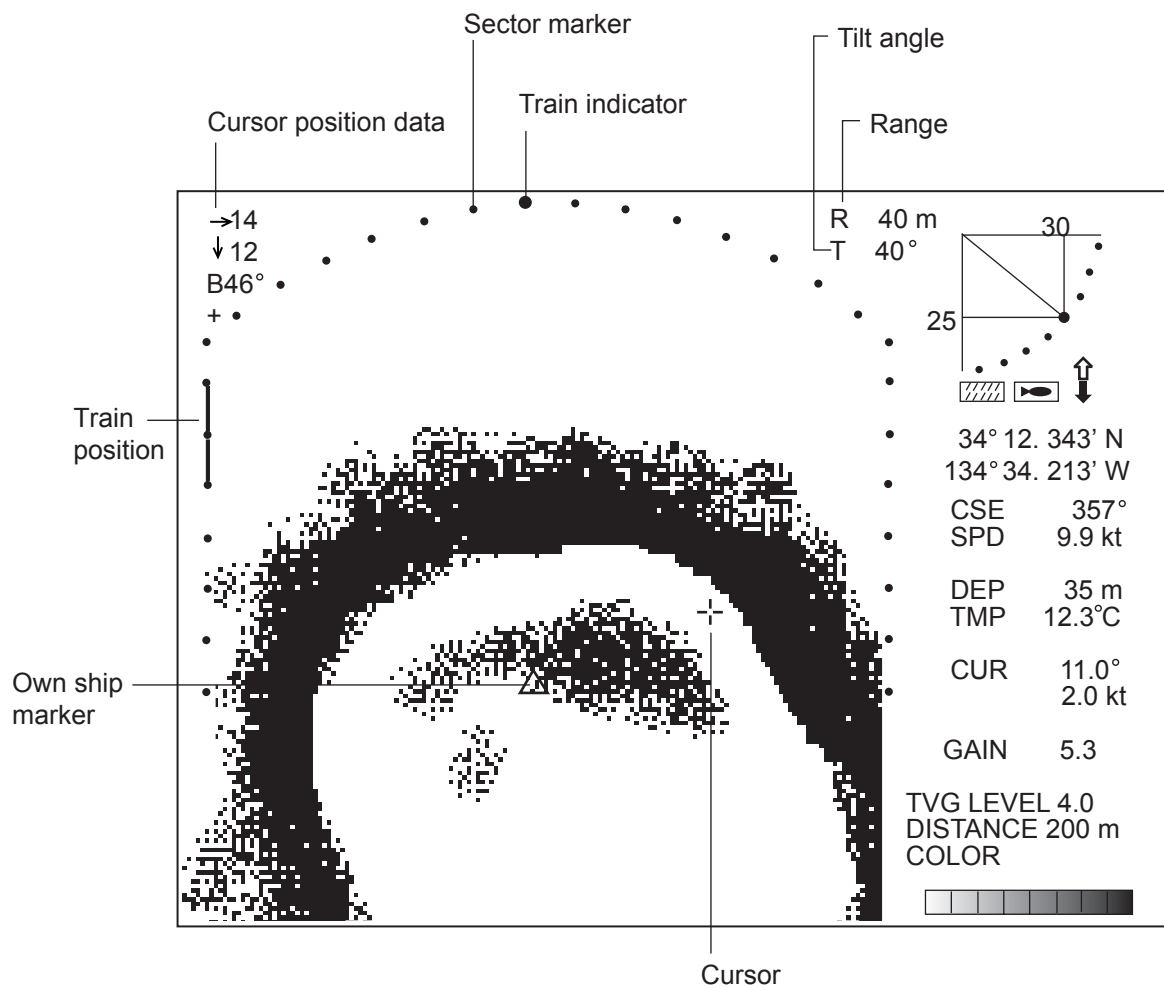 Sector marker
Tilt angle
Train indicator
Cursor position data
Range
→14
↓ 12
B46°
+
R 40 m
T 40°
30
25
Train
position
34° 12. 343’ N
134° 34. 213’ W
CSE 357°
SPD 9.9 kt
DEP 35 m
TMP 12.3°C
CUR 11.0°
2.0 kt
Own ship
marker
GAIN 5.3
TVG LEVEL 4.0
DISTANCE 200 m
COLOR
Cursor